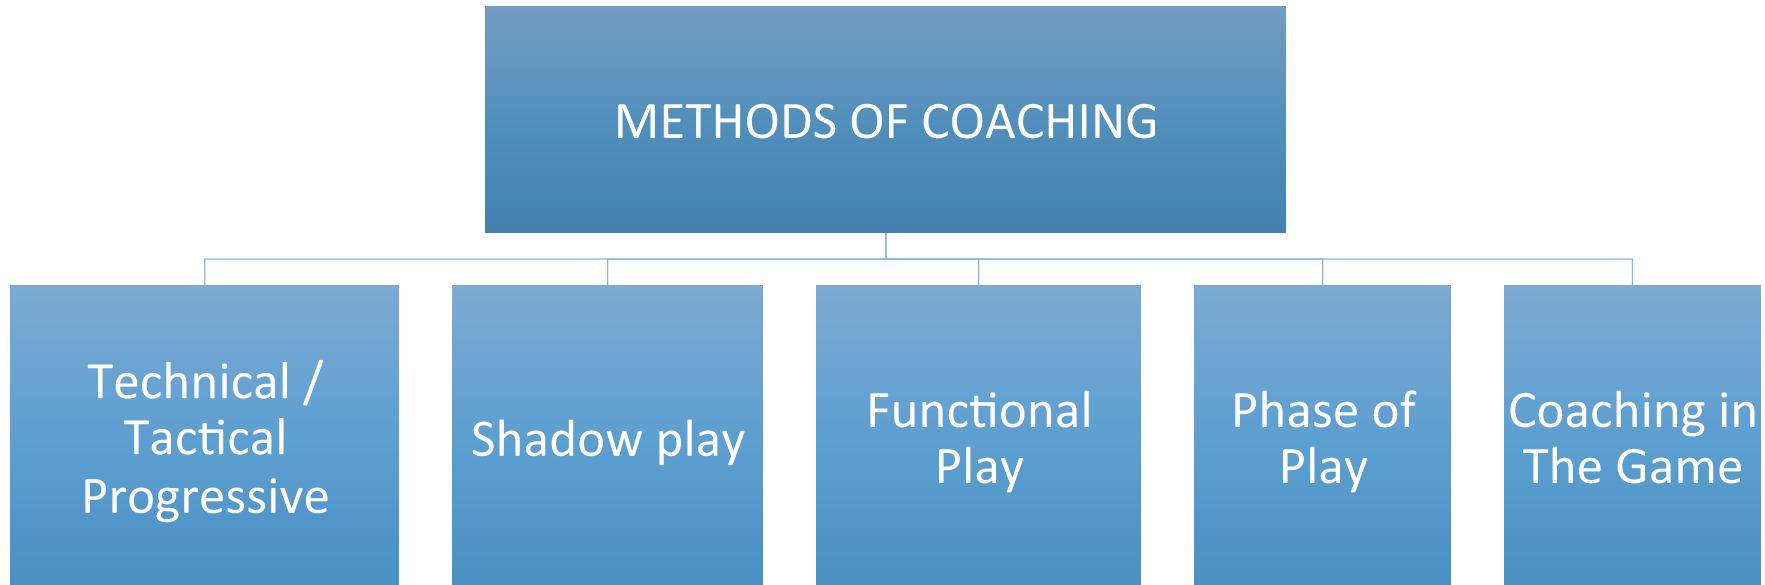 METHODS OF COACHING
Technical /
Tactical
Progressive
Shadow play
Functional
Play
Phase of
Play
Coaching in
The Game